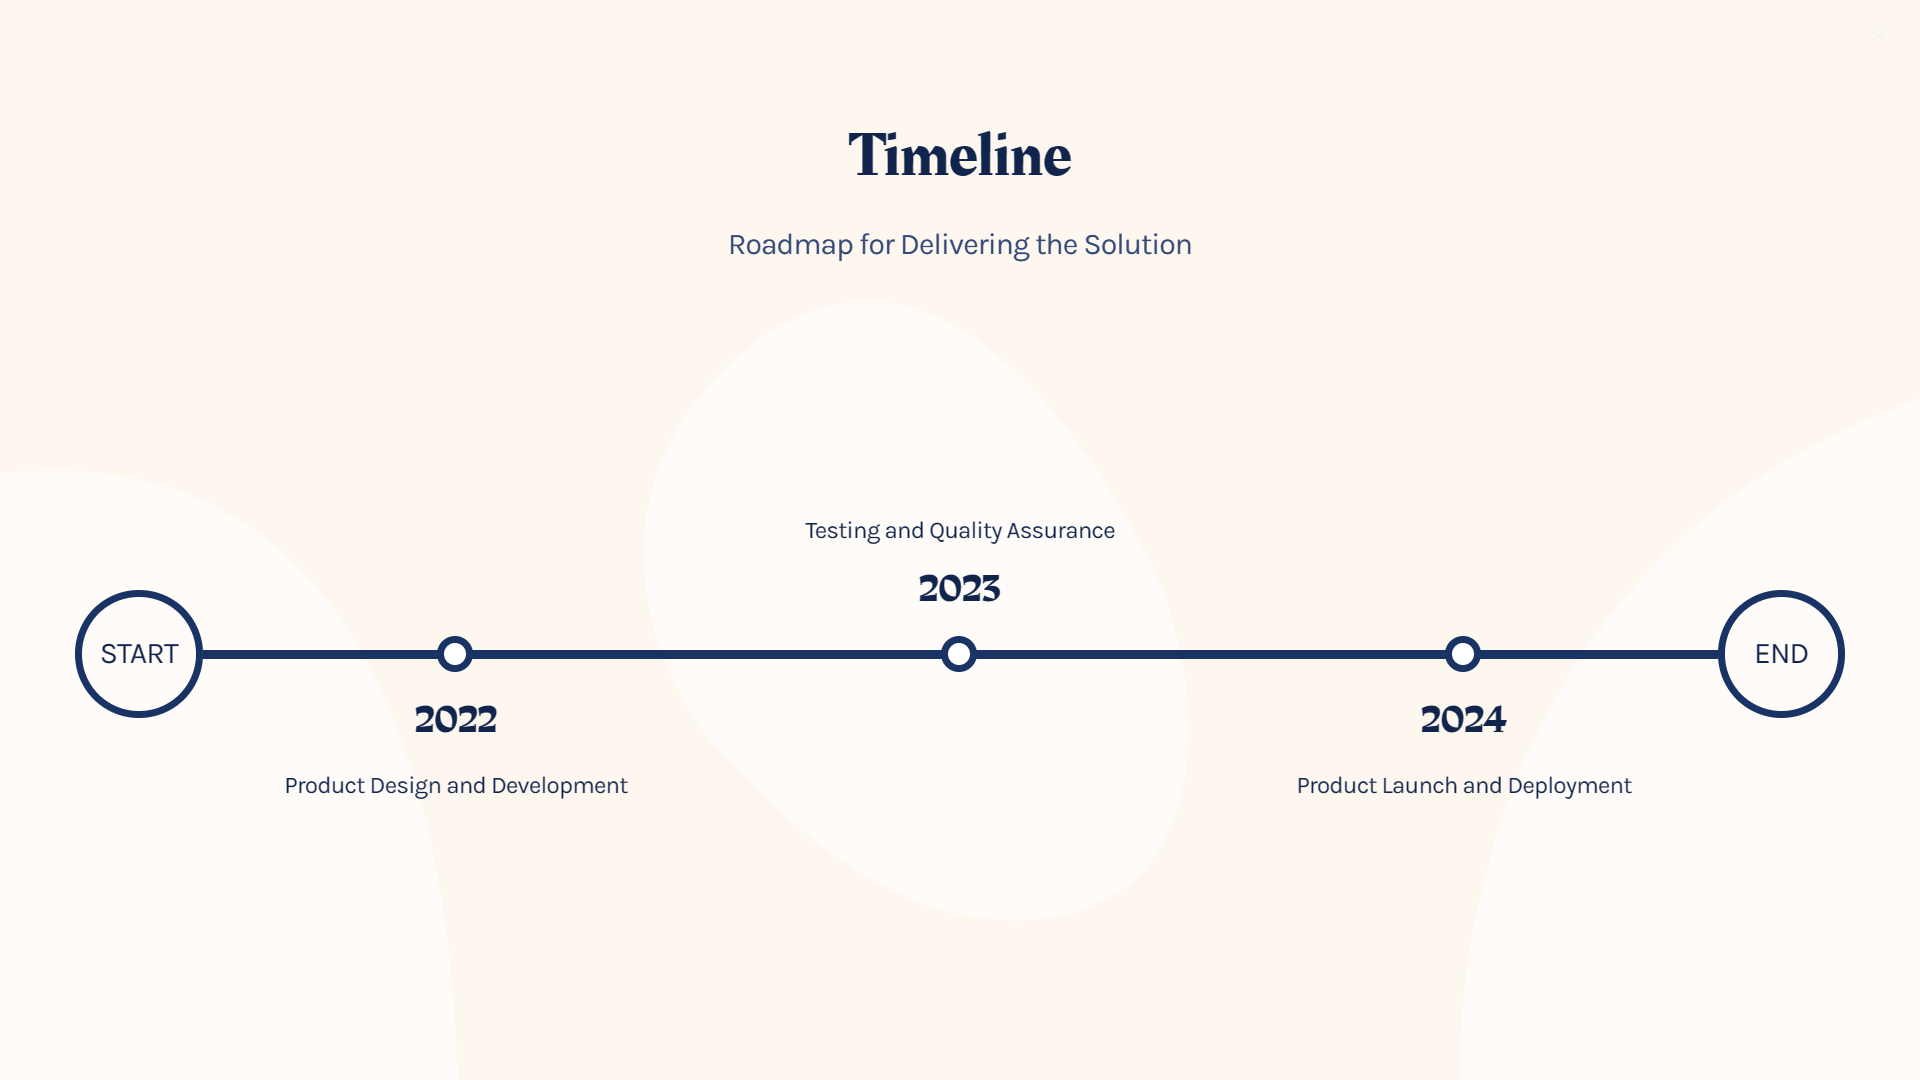 Timeline
Roadmap for Delivering the Solution
Testing and Quality Assurance
2023
START
END
2022
2024
Product Design and Development
Product Launch and Deployment